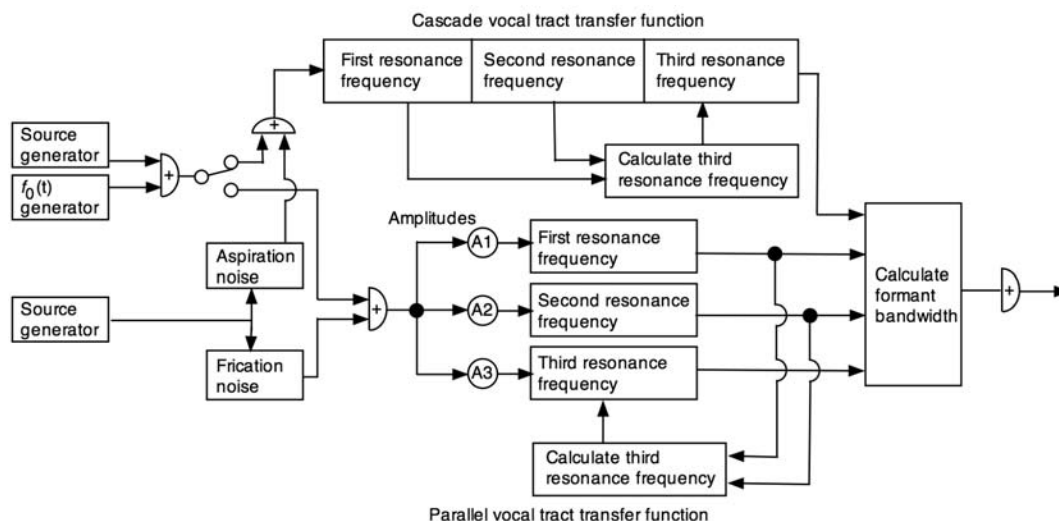 Cascade vocal tract transfer function
First resonance
frequency
Second resonance
frequency
Third resonance
frequency
Source
generator
+
f0(t)
generator
+
Calculate third
resonance frequency
Amplitudes
A1
First resonance
frequency
Aspiration
noise
Calculate
formant
bandwidth
+
Source
generator
+
A2
Second resonance
frequency
Frication
noise
A3
Third resonance
frequency
Calculate third
resonance frequency
Parallel vocal tract transfer function